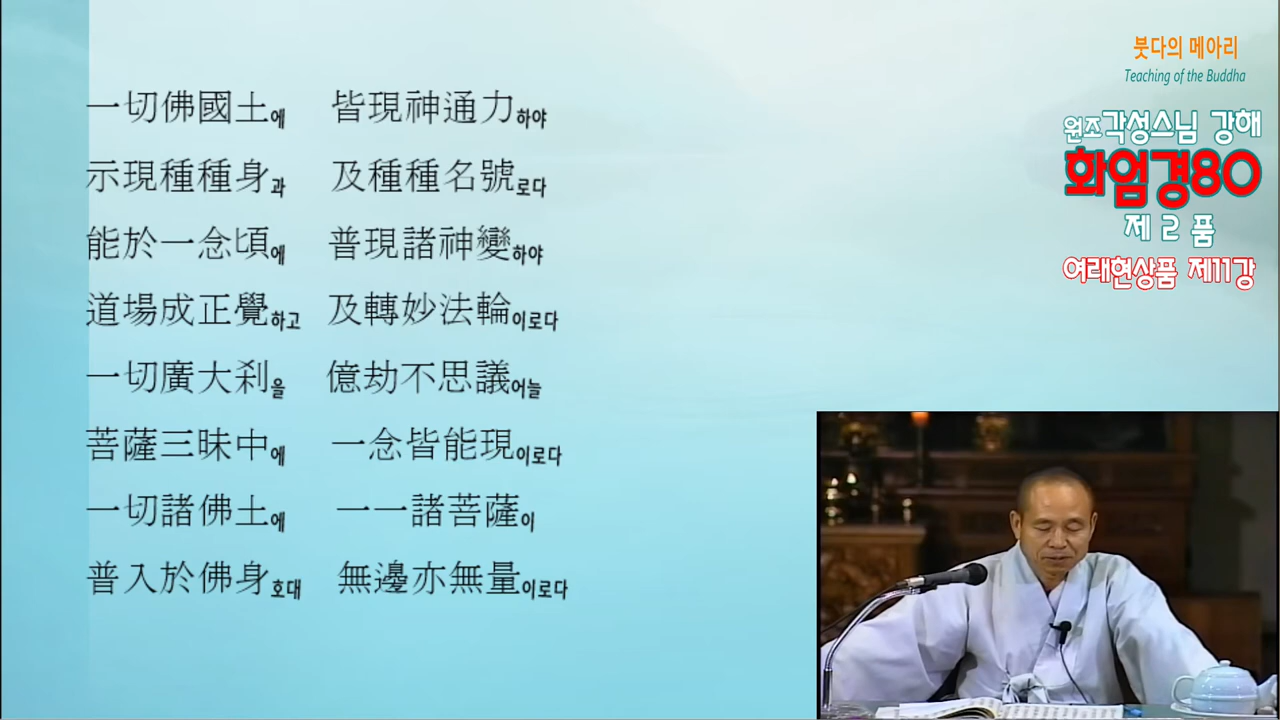 一切佛國土에 皆現神通力하야
示現種種身과 及種種名號로다
能於一念頃에 普現諸神變하야
道場成正覺하고 及轉妙法輪이로다
一切廣大刹을 億劫不思議어늘
菩薩三昧中에 一念皆能現이로다
一切諸佛土에 一一諸菩薩이
普入於佛身호대 無邊亦無量이로다
붓다의 메아리
Teaching of the Buddha
원조각성스님 강해
화엄경80
제2품
여래현상품 제11강